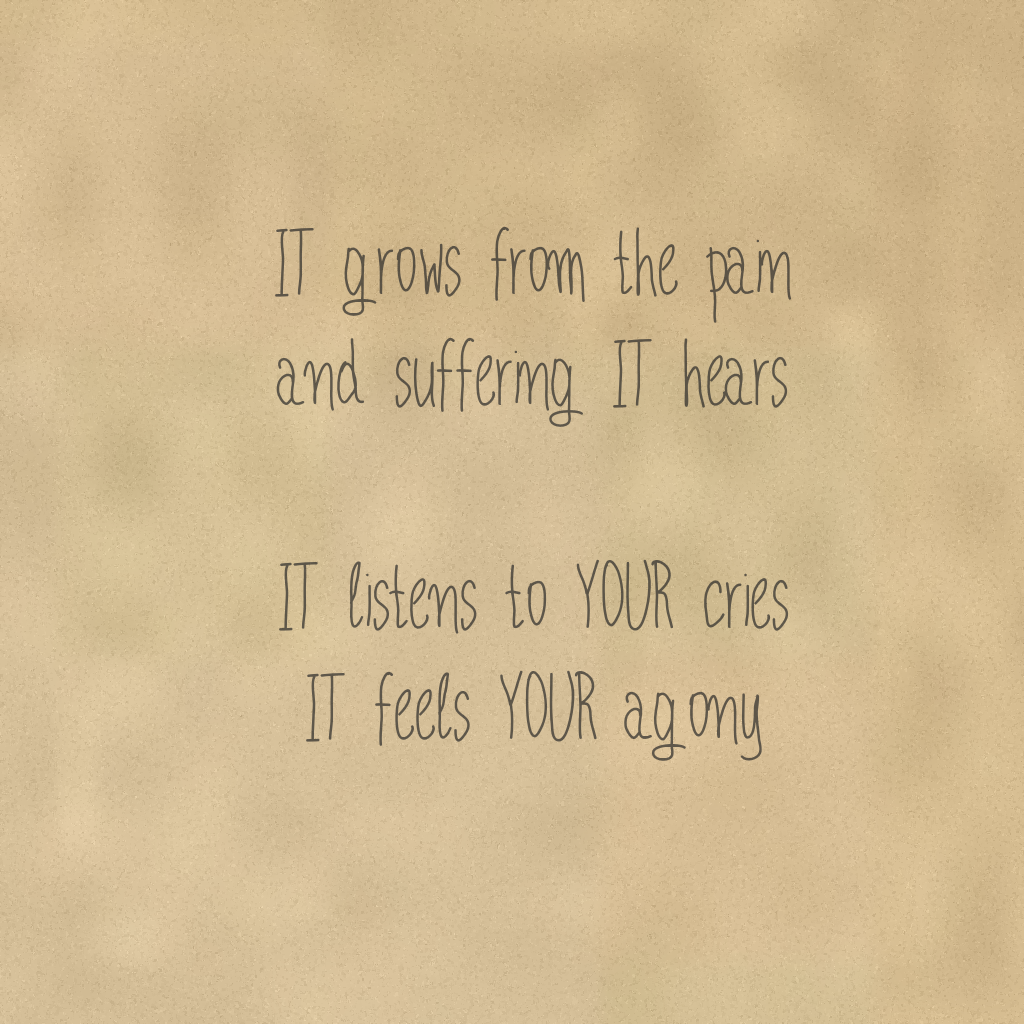 IT grows from the pain
and suffering IT hears
IT listens to YOUR cries
IT feels YOUR agony